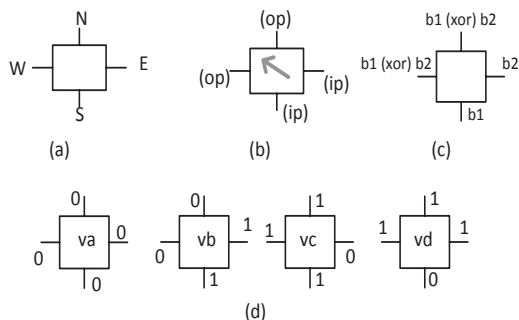 N
W
E
S
(a)
(op)
(op)
(ip)
(ip)
(b)
b1 (xor) b2
b1 (xor) b2
b2
b1
(c)
0
va
0
0
0
0
vb
1
0
1
1
1
vc
0
1
1
1
vd
1
0
(d)